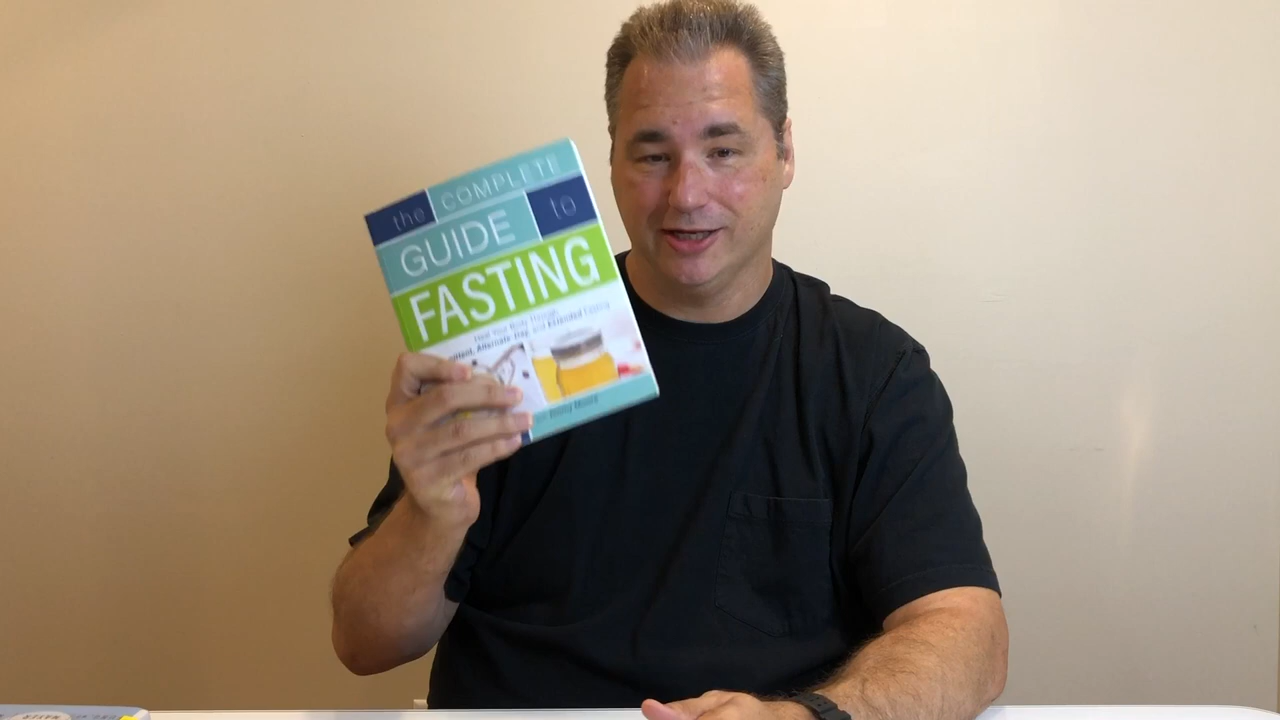 the COMPLETE
GUIDE to
FASTING
Heal Your Body Through
Alternate-Day, and Extended Fasting